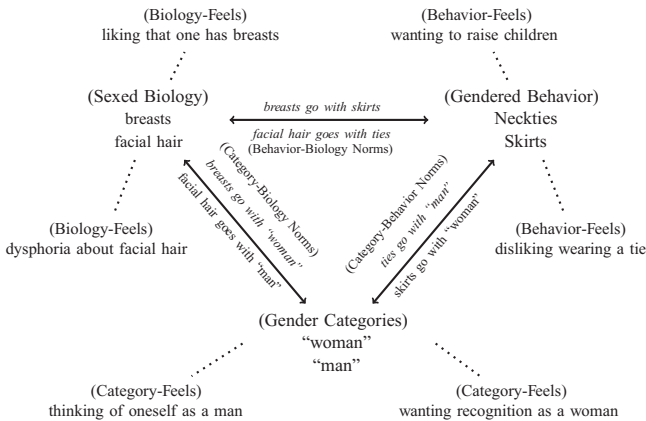 (Biology-Feels)
liking that one has breasts
(Behavior-Feels)
wanting to raise children
(Sexed Biology)
breasts
facial hair
breasts go with skirts
facial hair goes with ties
(Behavior-Biology Norms)
(Gendered Behavior)
Neckties
Skirts
(Category-Biology Norms)
breasts go with “woman”
facial hair goes with “man”
(Category-Behavior Norms)
ties go with “man”
skirts go with “woman”
(Biology-Feels)
dysphoria about facial hair
(Behavior-Feels)
disliking wearing a tie
(Gender Categories)
“woman”
“man”
(Category-Feels)
thinking of oneself as a man
(Category-Feels)
wanting recognition as a woman